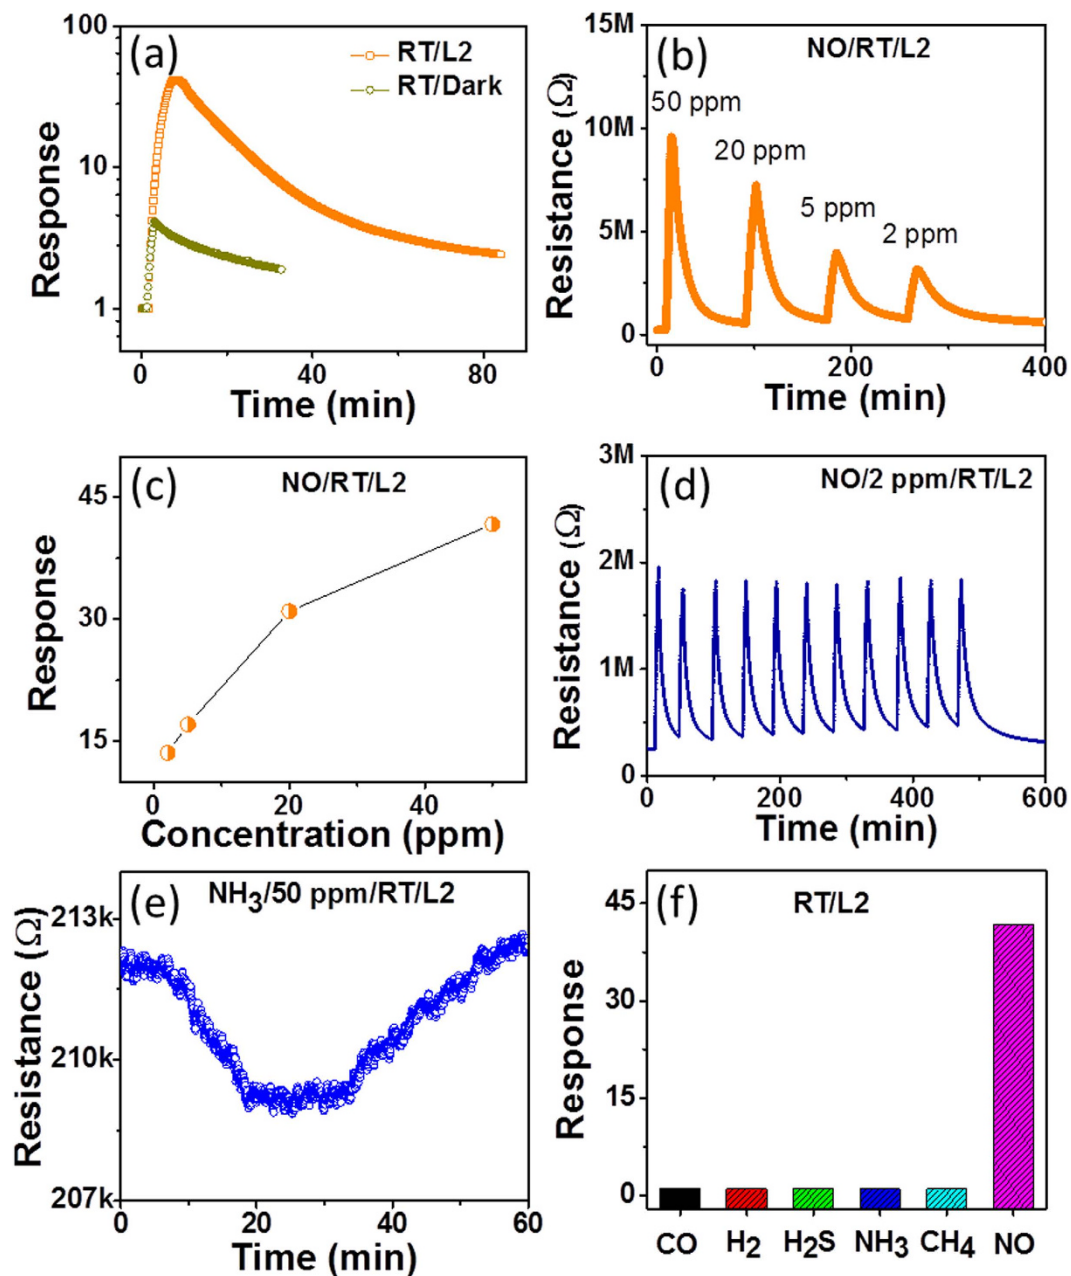 (a)
RT/L2
RT/Dark
100
10
1
Response
0
40
80
Time (min)
(b)
NO/RT/L2
50 ppm
20 ppm
5 ppm
2 ppm
15M
10M
5M
0
Resistance (Ω)
0
200
400
Time (min)
(c)
NO/RT/L2
45
30
15
Response
0
20
40
Concentration (ppm)
(d)
NO/2 ppm/RT/L2
3M
2M
1M
0
Resistance (Ω)
0
200
400
600
Time (min)
(e)
NH3/50 ppm/RT/L2
213k
210k
207k
Resistance (Ω)
0
20
40
60
Time (min)
(f)
RT/L2
45
30
15
0
Response
CO
H2
H2S
NH3
CH4
NO